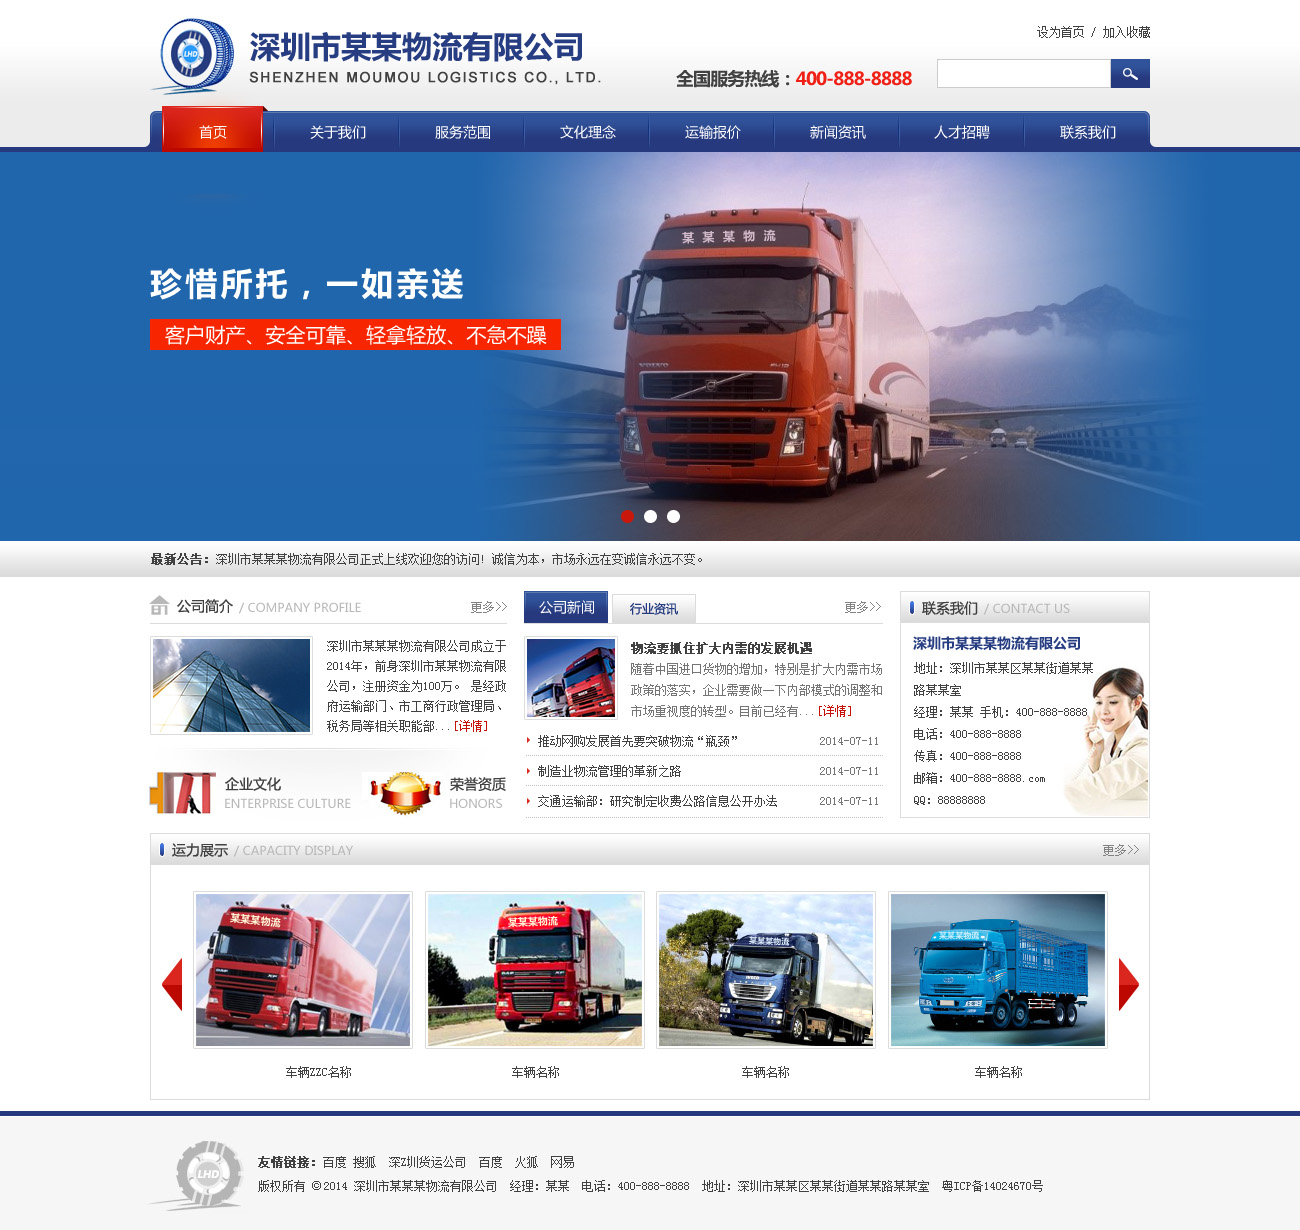 设为首页 / 加入收藏
LHD
深圳市某某物流有限公司
SHENZHEN MOUMOU LOGISTICS CO., LTD.
全国服务热线：400-888-8888
首页 关于我们 服务范围 文化理念 运输报价 新闻资讯 人才招聘 联系我们
某某某物流
VOLVO
珍惜所托，一如亲送
客户财产、安全可靠、轻拿轻放、不急不躁
最新公告：深圳市某某某物流有限公司正式上线欢迎您的访问！诚信为本，市场永远在变诚信永远不变。
公司简介 / COMPANY PROFILE 更多>>
深圳市某某某物流有限公司成立于
2014年，前身深圳市某某物流有限
公司，注册资金为100万。 是经政
府运输部门、市工商行政管理局、
税务局等相关职能部...[详情]
企业文化
ENTERPRISE CULTURE
荣誉资质
HONORS
公司新闻 行业资讯 更多>>
物流要抓住扩大内需的发展机遇
随着中国进口货物的增加，特别是扩大内需市场
政策的落实，企业需要做一下内部模式的调整和
市场重视度的转型。目前已经有...[详情]
推动网购发展首先要突破物流“瓶颈” 2014-07-11
制造业物流管理的革新之路 2014-07-11
交通运输部：研究制定收费公路信息公开办法 2014-07-11
联系我们 / CONTACT US
深圳市某某某物流有限公司
地址：深圳市某某区某某街道某某
路某某室
经理：某某 手机：400-888-8888
电话：400-888-8888
传真：400-888-8888
邮箱：400-888-8888.com
QQ：88888888
运力展示 / CAPACITY DISPLAY 更多>>
某某某物流
某某某物流
某某某物流
某某某物流
车辆ZZC名称 车辆名称 车辆名称 车辆名称
LHD
友情链接：百度 搜狐 深Z圳货运公司 百度 火狐 网易
版权所有 ©2014 深圳市某某某物流有限公司 经理：某某 电话：400-888-8888 地址：深圳市某某区某某街道某某路某某室 粤ICP备14024670号